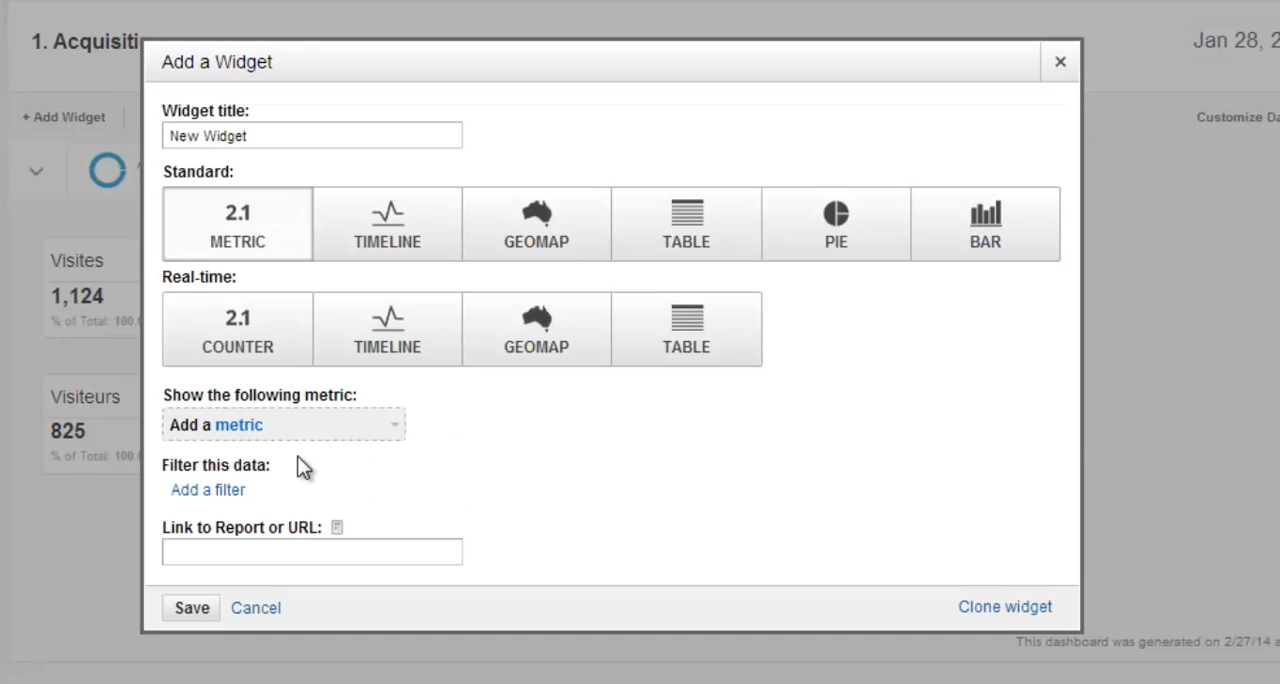 1. Acquisiti
Jan 28, 2
Add a Widget
+ Add Widget
Customize Da
Widget title:
New Widget
Standard:
2.1
METRIC
TIMELINE
GEOMAP
TABLE
PIE
BAR
Real-time:
2.1
COUNTER
TIMELINE
GEOMAP
TABLE
Visites
1,124
% of Total: 100.0
Visiteurs
825
% of Total: 100.0
Show the following metric:
Add a metric
Filter this data:
Add a filter
Link to Report or URL:
Save
Cancel
Clone widget
This dashboard was generated on 2/27/14 a